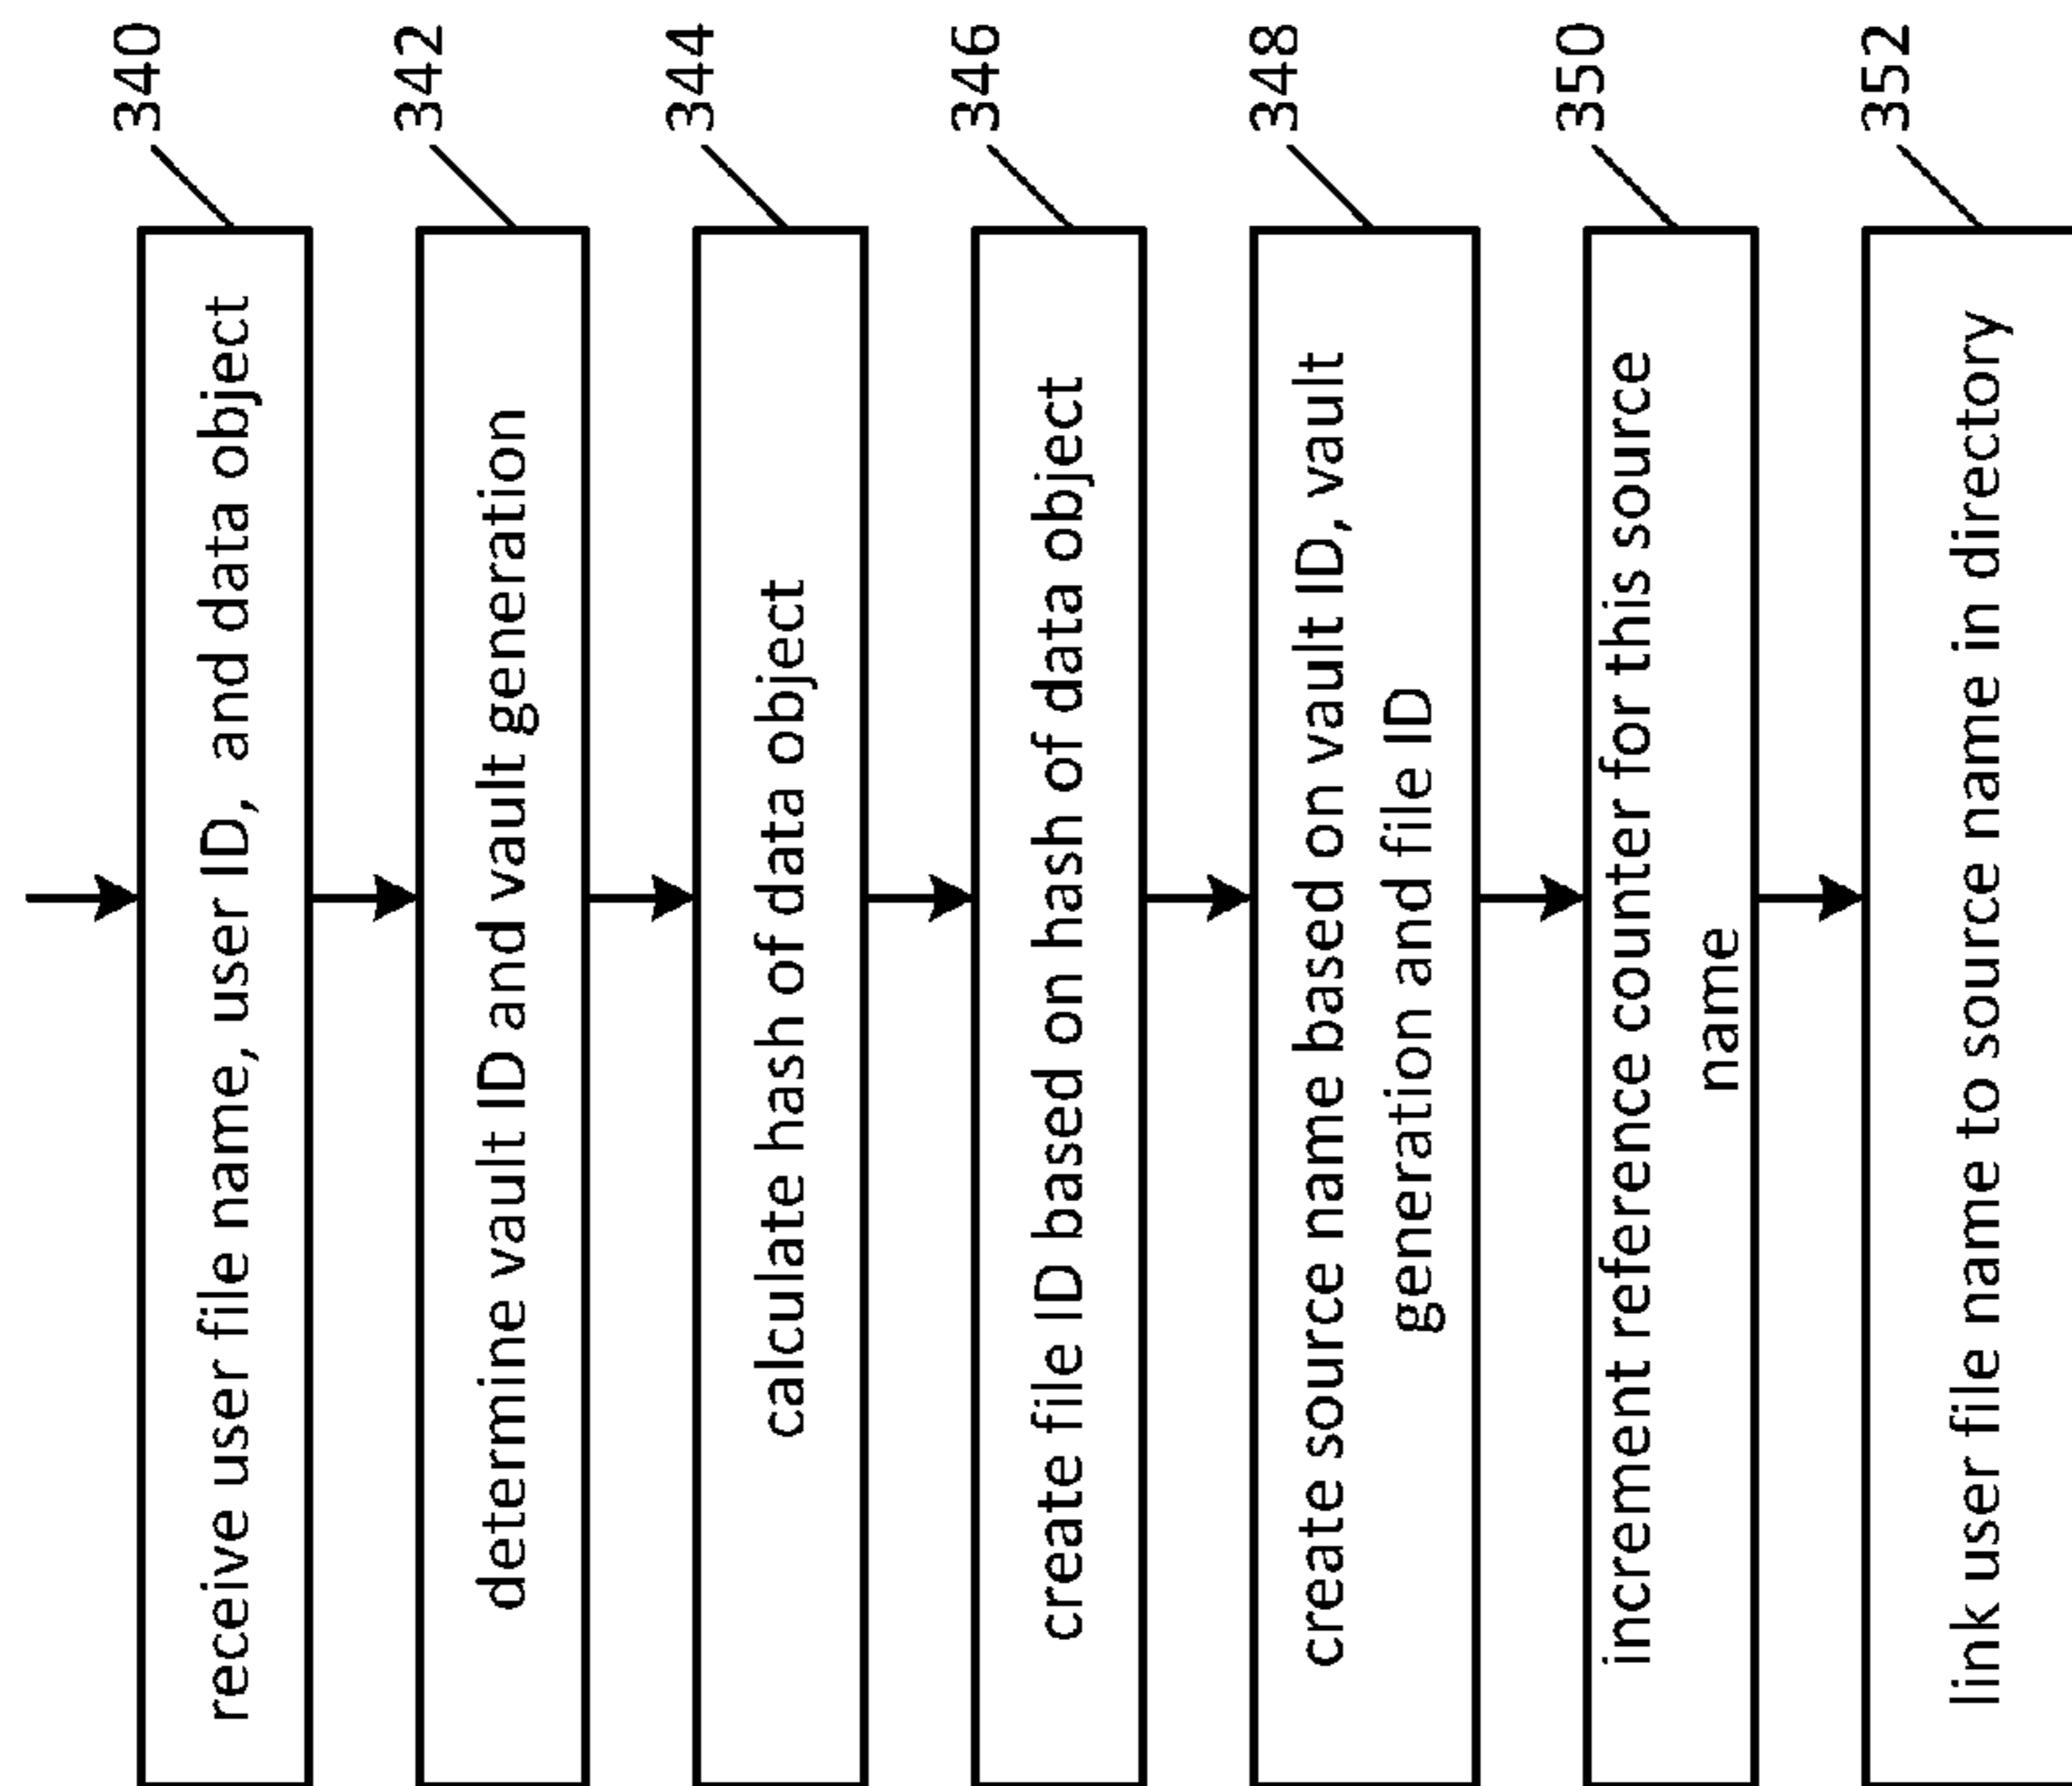 340
receive user file name, user ID, and data object
342
determine vault ID and vault generation
344
calculate hash of data object
346
create file ID based on hash of data object
348
create source name based on vault ID, vault
generation and file ID
350
increment reference counter for this source
name
352
link user file name to source name in directory